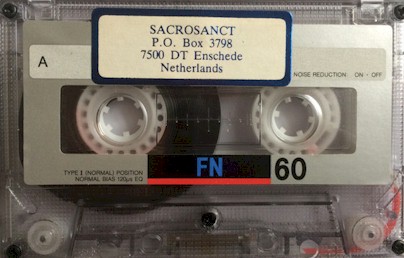 SACROSANCT
P.O. Box 3798
7500 DT Enschede
Netherlands
A
NOISE REDUCTION ON · OFF
TYPE I (NORMAL) POSITION
NORMAL BIAS 120μs EQ
FN
60